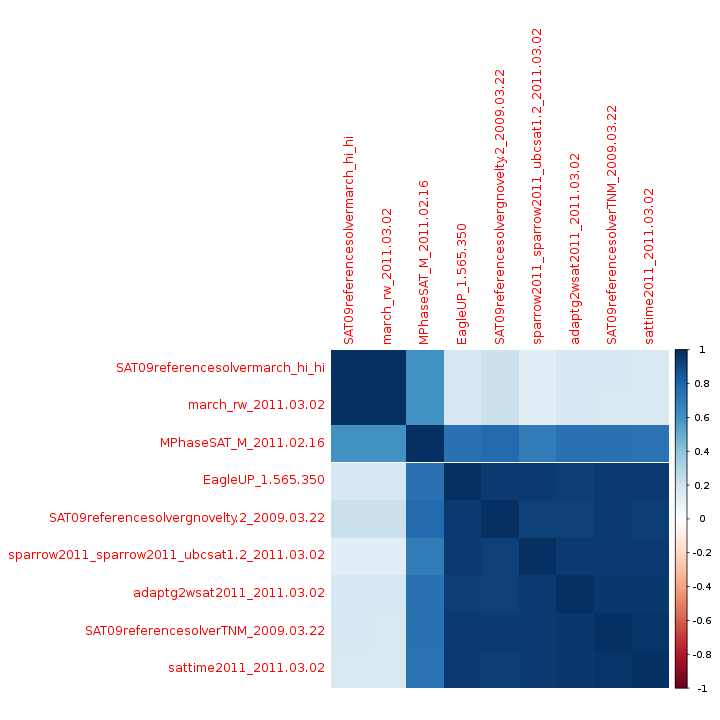 SAT09referencesolvermarch_hi_hi
march_rw_2011.03.02
MPhaseSAT_M_2011.02.16
EagleUP_1.565.350
SAT09referencesolvergnovelty.2_2009.03.22
sparrow2011_sparrow2011_ubcsat1.2_2011.03.02
adaptg2wsat2011_2011.03.02
SAT09referencesolverTNM_2009.03.22
sattime2011_2011.03.02
SAT09referencesolvermarch_hi_hi
march_rw_2011.03.02
MPhaseSAT_M_2011.02.16
EagleUP_1.565.350
SAT09referencesolvergnovelty.2_2009.03.22
sparrow2011_sparrow2011_ubcsat1.2_2011.03.02
adaptg2wsat2011_2011.03.02
SAT09referencesolverTNM_2009.03.22
sattime2011_2011.03.02
1
0.8
0.6
0.4
0.2
0
-0.2
-0.4
-0.6
-0.8
-1